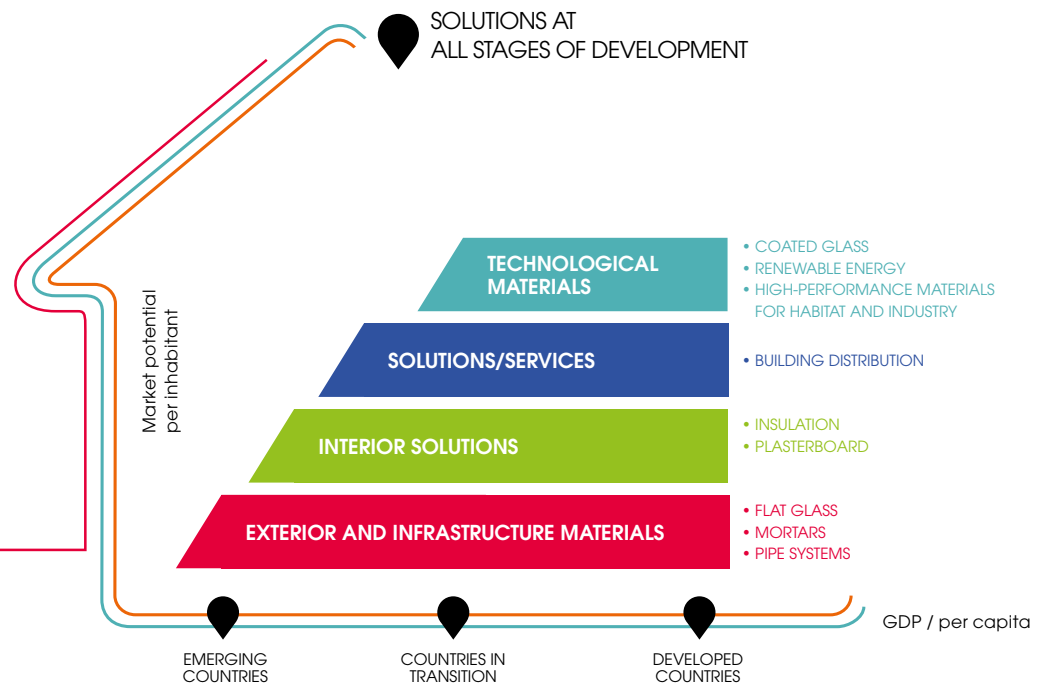 SOLUTIONS AT
ALL STAGES OF DEVELOPMENT
TECHNOLOGICAL
MATERIALS
• COATED GLASS
• RENEWABLE ENERGY
• HIGH-PERFORMANCE MATERIALS
FOR HABITAT AND INDUSTRY
SOLUTIONS/SERVICES
• BUILDING DISTRIBUTION
INTERIOR SOLUTIONS
• INSULATION
• PLASTERBOARD
EXTERIOR AND INFRASTRUCTURE MATERIALS
• FLAT GLASS
• MORTARS
• PIPE SYSTEMS
Market potential
per inhabitant
GDP / per capita
EMERGING
COUNTRIES
COUNTRIES IN
TRANSITION
DEVELOPED
COUNTRIES